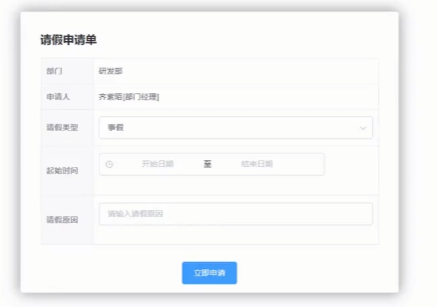 请假申请单
部门 研发部
申请人 齐紫陌[部门经理]
请假类型 事假
起始时间 开始日期 至 结束日期
请假原因 请输入请假原因
立即申请